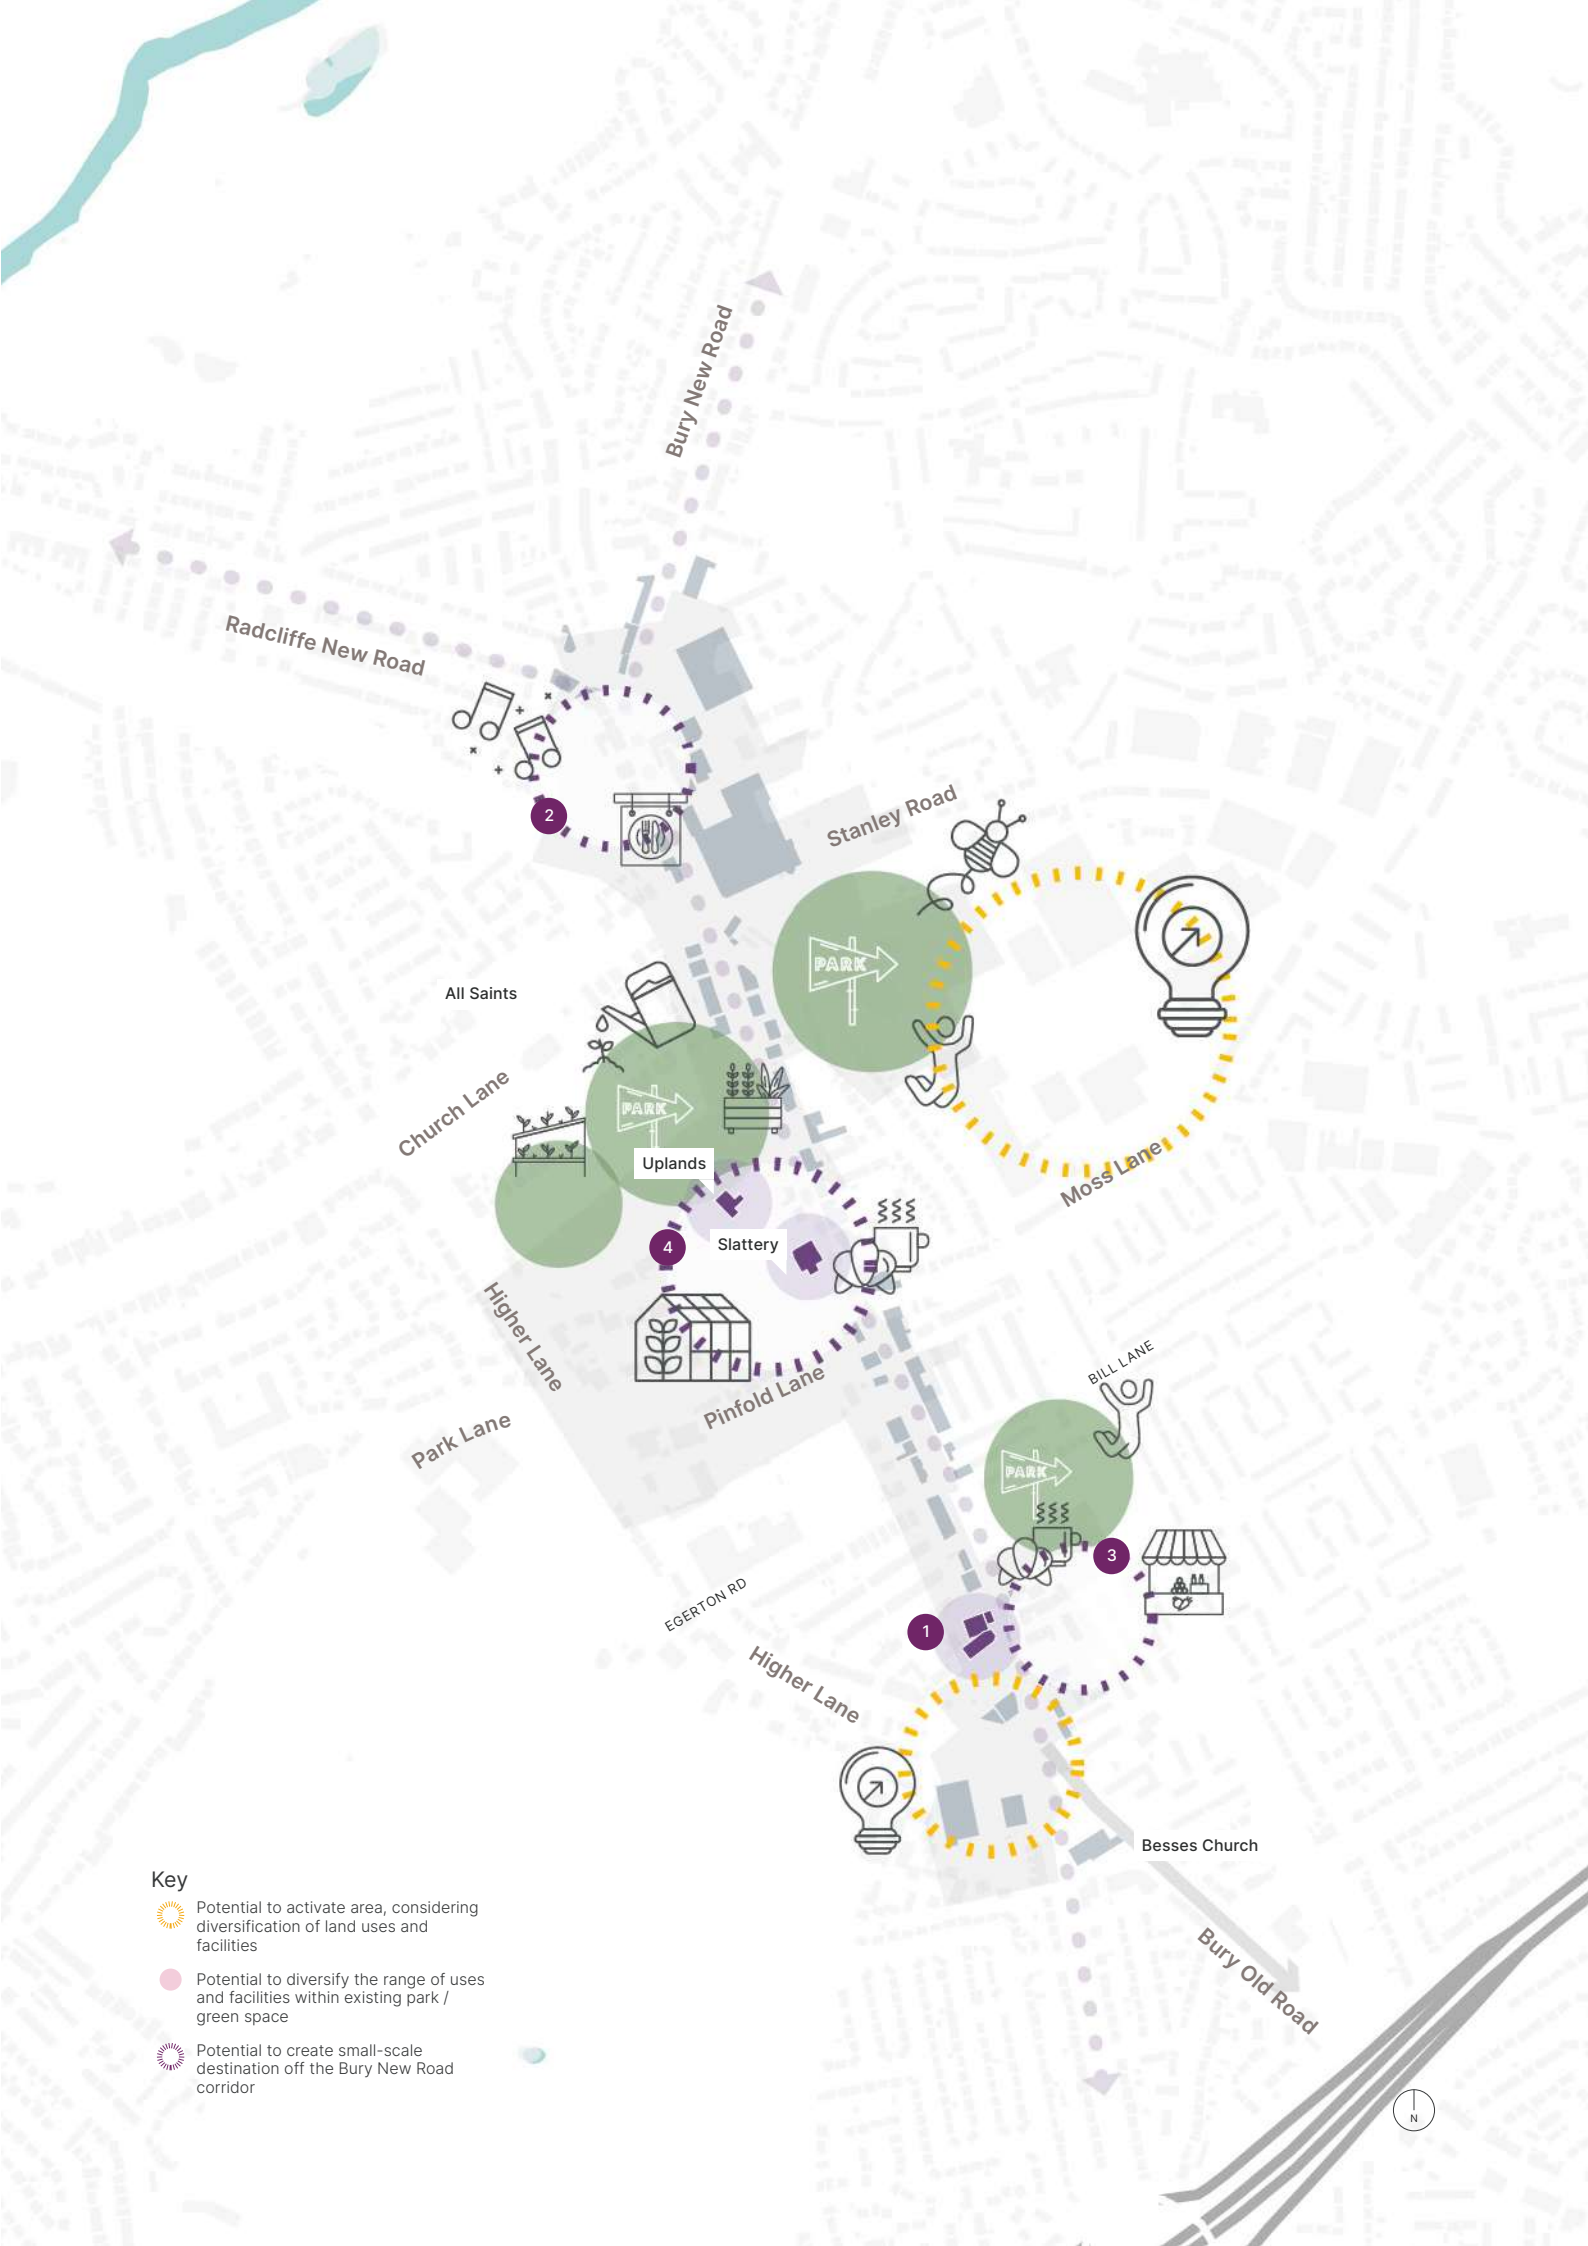 Bury New Road
Radcliffe New Road
2
Stanley Road
PARK
All Saints
PARK
Church Lane
Uplands
Moss Lane
4
Slattery
Higher Lane
Pinfold Lane
BILL LANE
Park Lane
PARK
3
EGERTON RD
1
Higher Lane
Besses Church
Key
Potential to activate area, considering
diversification of land uses and
facilities
Potential to diversify the range of uses
and facilities within existing park /
green space
Potential to create small-scale
destination off the Bury New Road
corridor
Bury Old Road
N